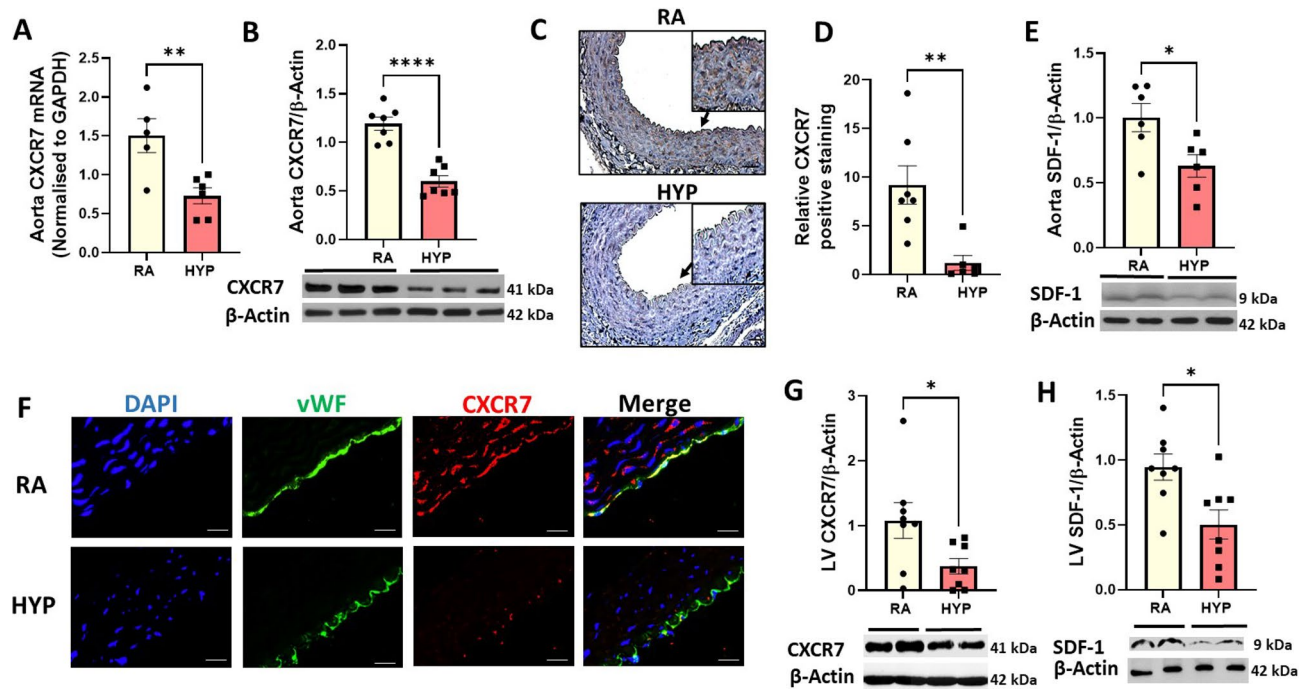 A
Aorta CXCR7 mRNA
(Normalised to GAPDH)
2.5
2.0
1.5
1.0
0.5
0.0
**
RA
HYP
B
Aorta CXCR7/β-Actin
1.2
1.0
0.5
0.0
****
RA
HYP
CXCR7
41 kDa
β-Actin
42 kDa
C
RA
HYP
D
Relative CXCR7
positive staining
20
15
10
5
0
**
RA
HYP
E
Aorta SDF-1/β-Actin
1.5
1.0
0.5
0.0
*
RA
HYP
SDF-1
9 kDa
β-Actin
42 kDa
F
DAPI
vWF
CXCR7
Merge
RA
HYP
G
LV CXCR7/β-Actin
3
2
1
0
*
RA
HYP
CXCR7
41 kDa
β-Actin
42 kDa
H
LV SDF-1/β-Actin
1.5
1.0
0.5
0.0
*
RA
HYP
SDF-1
9 kDa
β-Actin
42 kDa